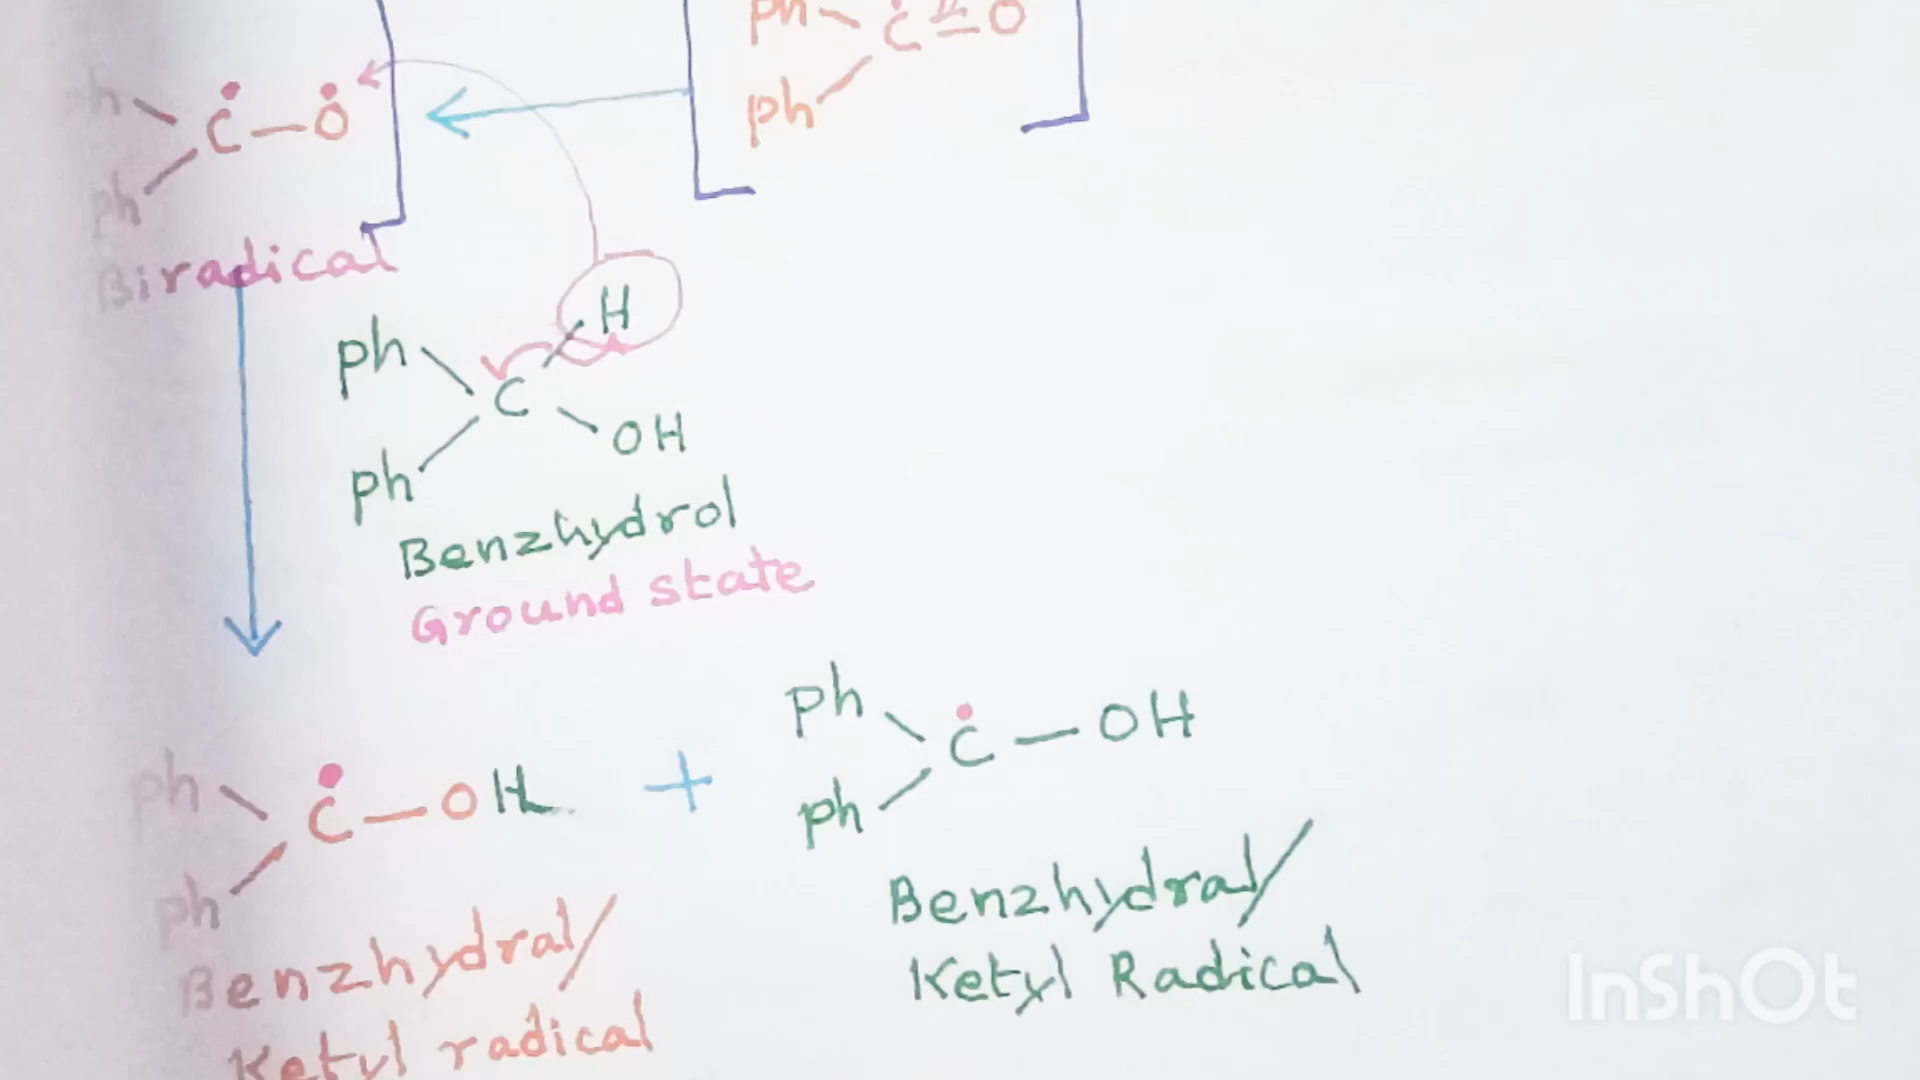 Ph
Ċ=O
Ph
Ph
Ċ–Ȯ
Ph
Biradical
H
Ph
C
OH
Ph
Benzhydrol
Ground state
Ph
Ċ–OH
Ph
+
Ph
Ċ–OH
Ph
Benzhydral/
Ketyl radical
Benzhydral/
Ketyl Radical
InShOt